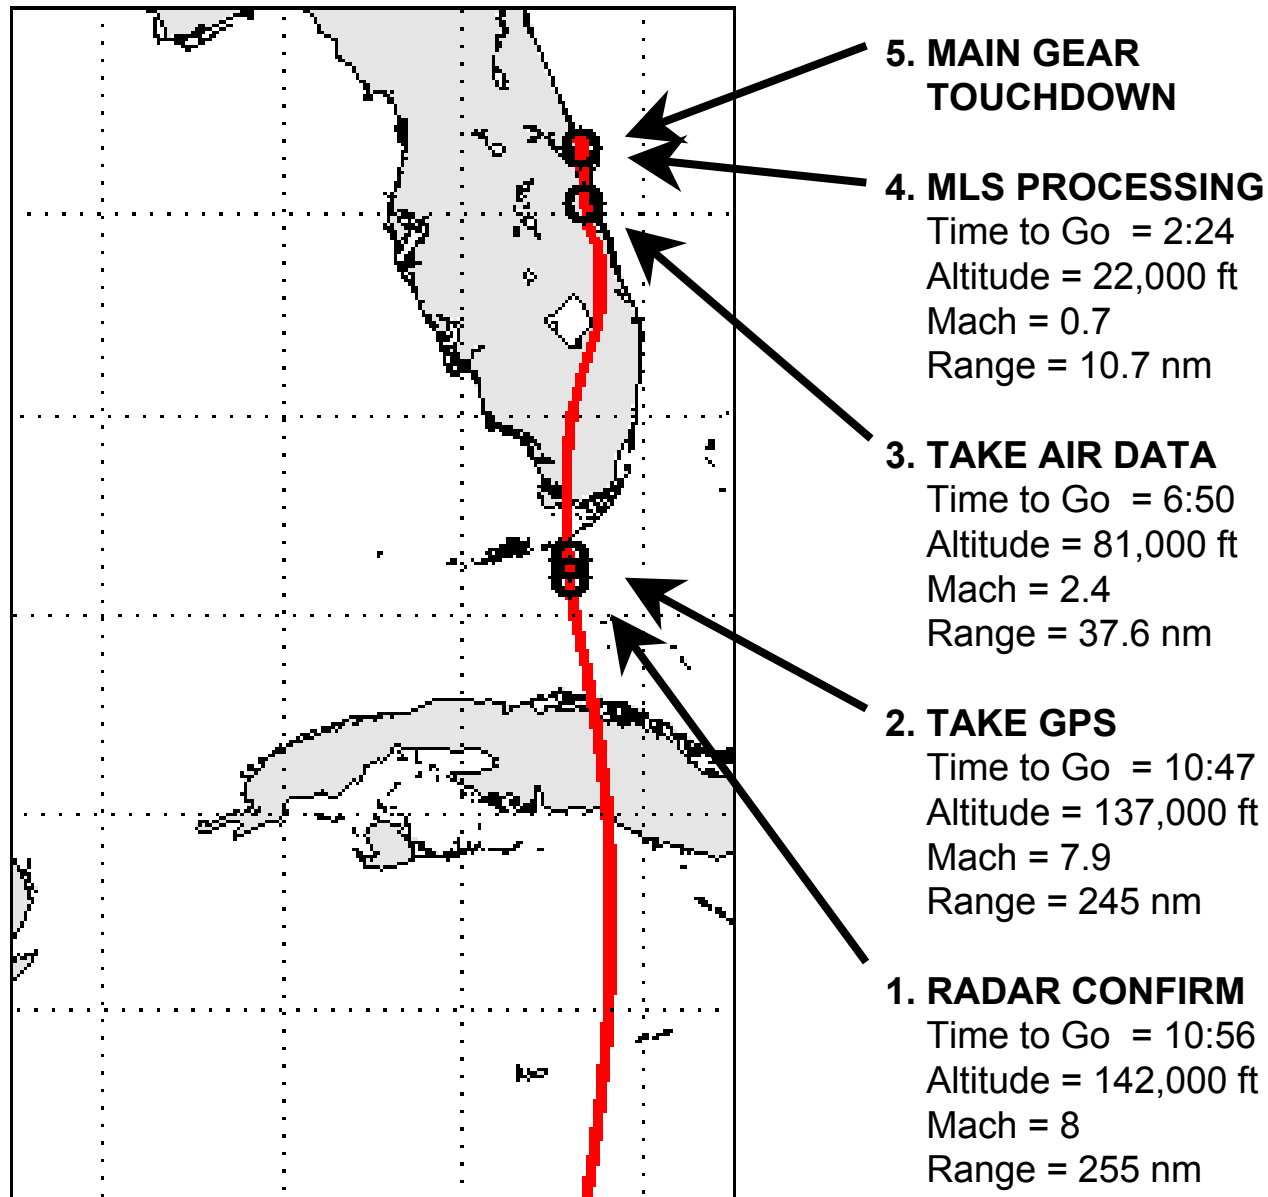 5. MAIN GEAR
TOUCHDOWN
4. MLS PROCESSING
Time to Go = 2:24
Altitude = 22,000 ft
Mach = 0.7
Range = 10.7 nm
3. TAKE AIR DATA
Time to Go = 6:50
Altitude = 81,000 ft
Mach = 2.4
Range = 37.6 nm
2. TAKE GPS
Time to Go = 10:47
Altitude = 137,000 ft
Mach = 7.9
Range = 245 nm
1. RADAR CONFIRM
Time to Go = 10:56
Altitude = 142,000 ft
Mach = 8
Range = 255 nm